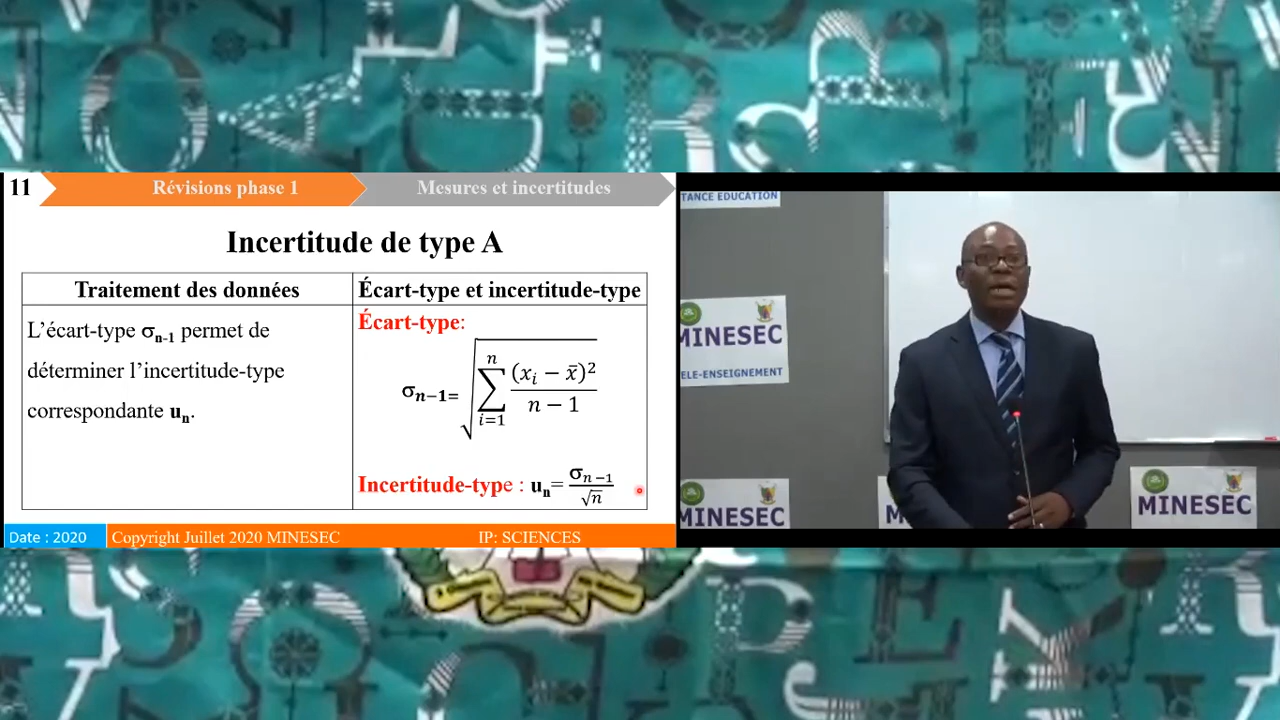 11
Révisions phase 1
Mesures et incertitudes
Incertitude de type A
Traitement des données
Écart-type et incertitude-type
L’écart-type σn-1 permet de
déterminer l’incertitude-type
correspondante un.
Écart-type:
σn−1= √ ∑ i=1 n (xi − x̄)² / n − 1
Incertitude-type : un= σn −1 / √n
Date : 2020
Copyright Juillet 2020 MINESEC
IP: SCIENCES
TANCE EDUCATION
MINESEC
ELE-ENSEIGNEMENT
MINESEC
M
MINESEC